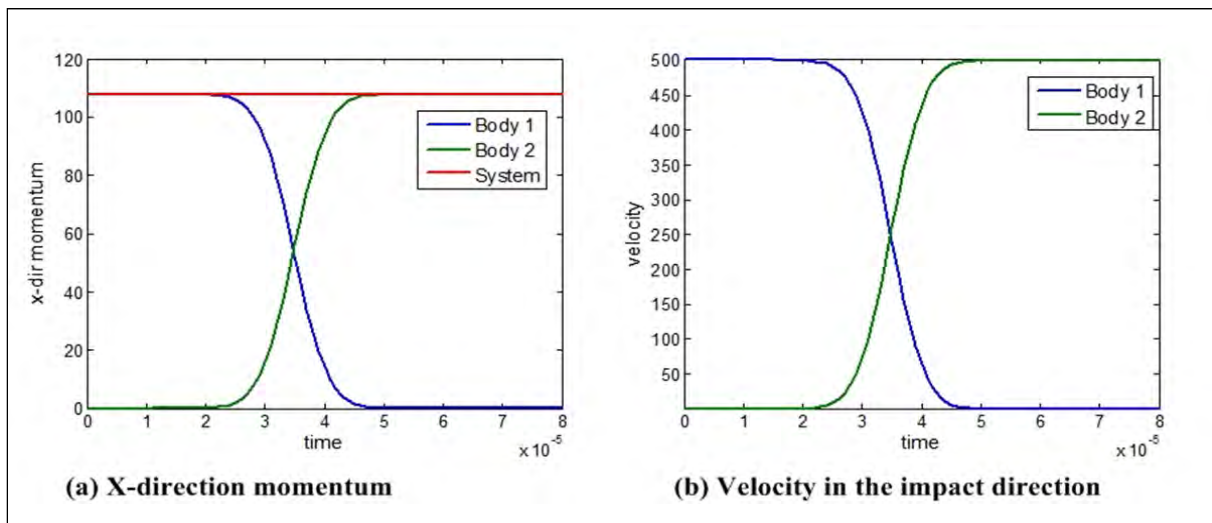 120
100
80
60
40
20
0
x-dir momentum
Body 1
Body 2
System
0 1 2 3 4 5 6 7 8
time
x 10-5
(a) X-direction momentum
500
450
400
350
300
250
200
150
100
50
velocity
Body 1
Body 2
0 1 2 3 4 5 6 7 8
time
x 10-5
(b) Velocity in the impact direction